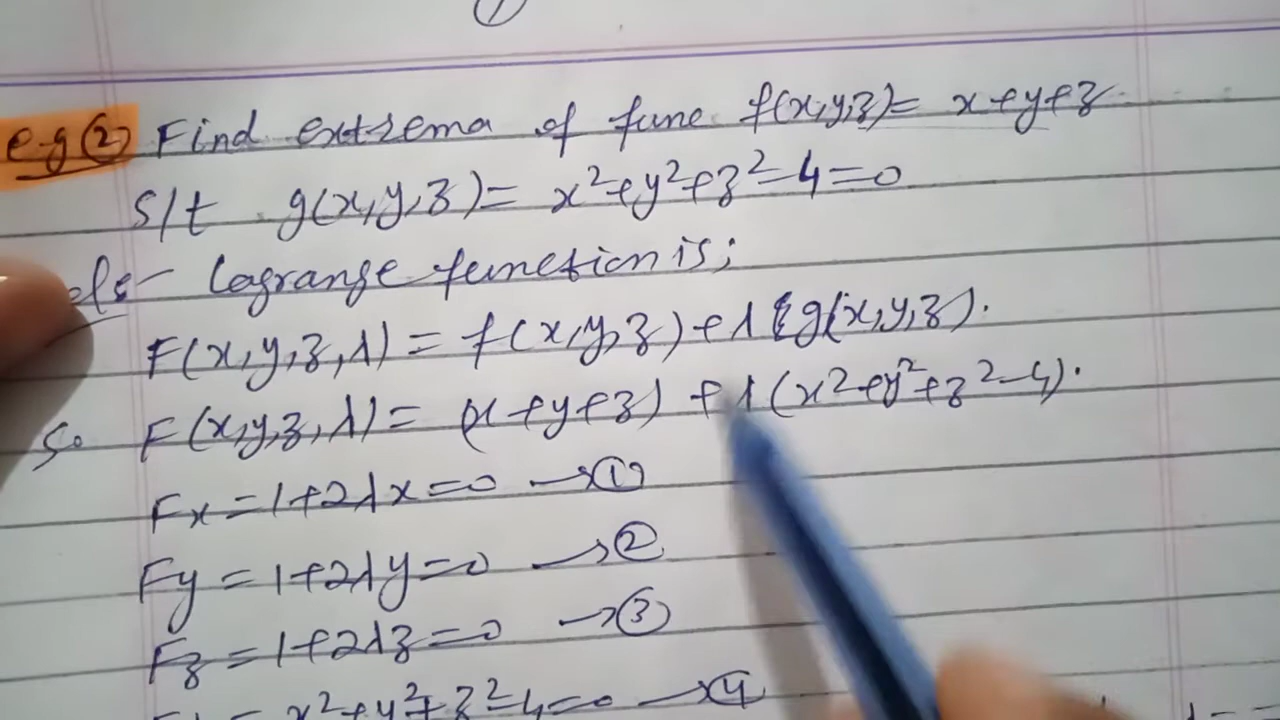 e.g (2) Find extrema of func f(x,y,z)= x+y+z
S/t g(x,y,z)= x²+y²+z²-4=0
Lagrange function is;
F(x,y,z,λ) = f(x,y,z)+λ g(x,y,z).
So F(x,y,z,λ)= (x+y+z) +λ(x²+y²+z²-4).
Fx = 1+2λx=0 → ①
Fy = 1+2λy=0 → ②
Fz = 1+2λz=0 → ③
= x²+y²+z²-4=0 → ④